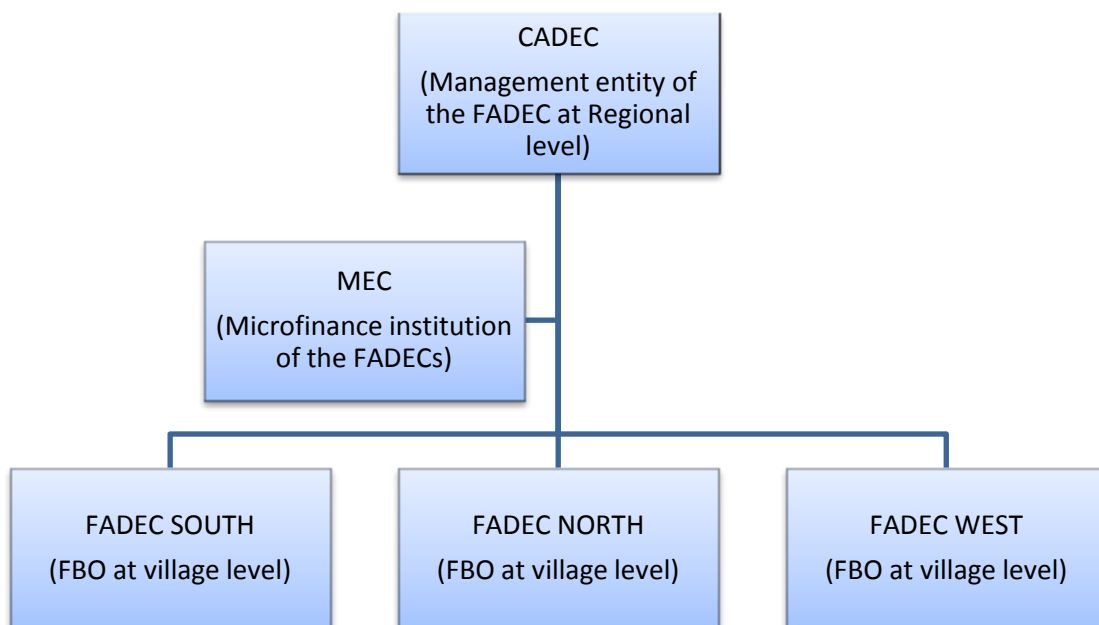 CADEC
(Management entity of
the FADEC at Regional
level)
MEC
(Microfinance institution
of the FADECs)
FADEC SOUTH
(FBO at village level)
FADEC NORTH
(FBO at village level)
FADEC WEST
(FBO at village level)